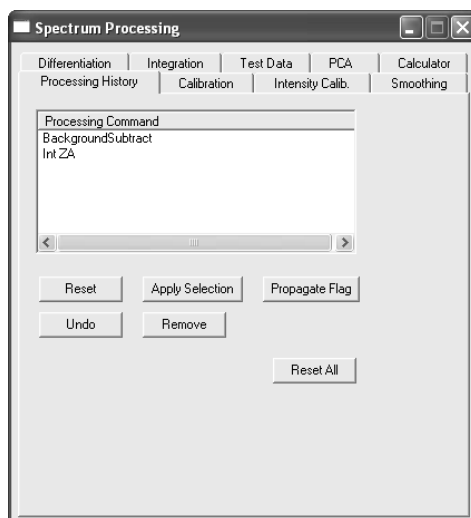 Spectrum Processing
Differentiation Integration Test Data PCA Calculator
Processing History Calibration Intensity Calib. Smoothing
Processing Command
BackgroundSubtract
Int ZA
Reset Apply Selection Propagate Flag
Undo Remove
Reset All